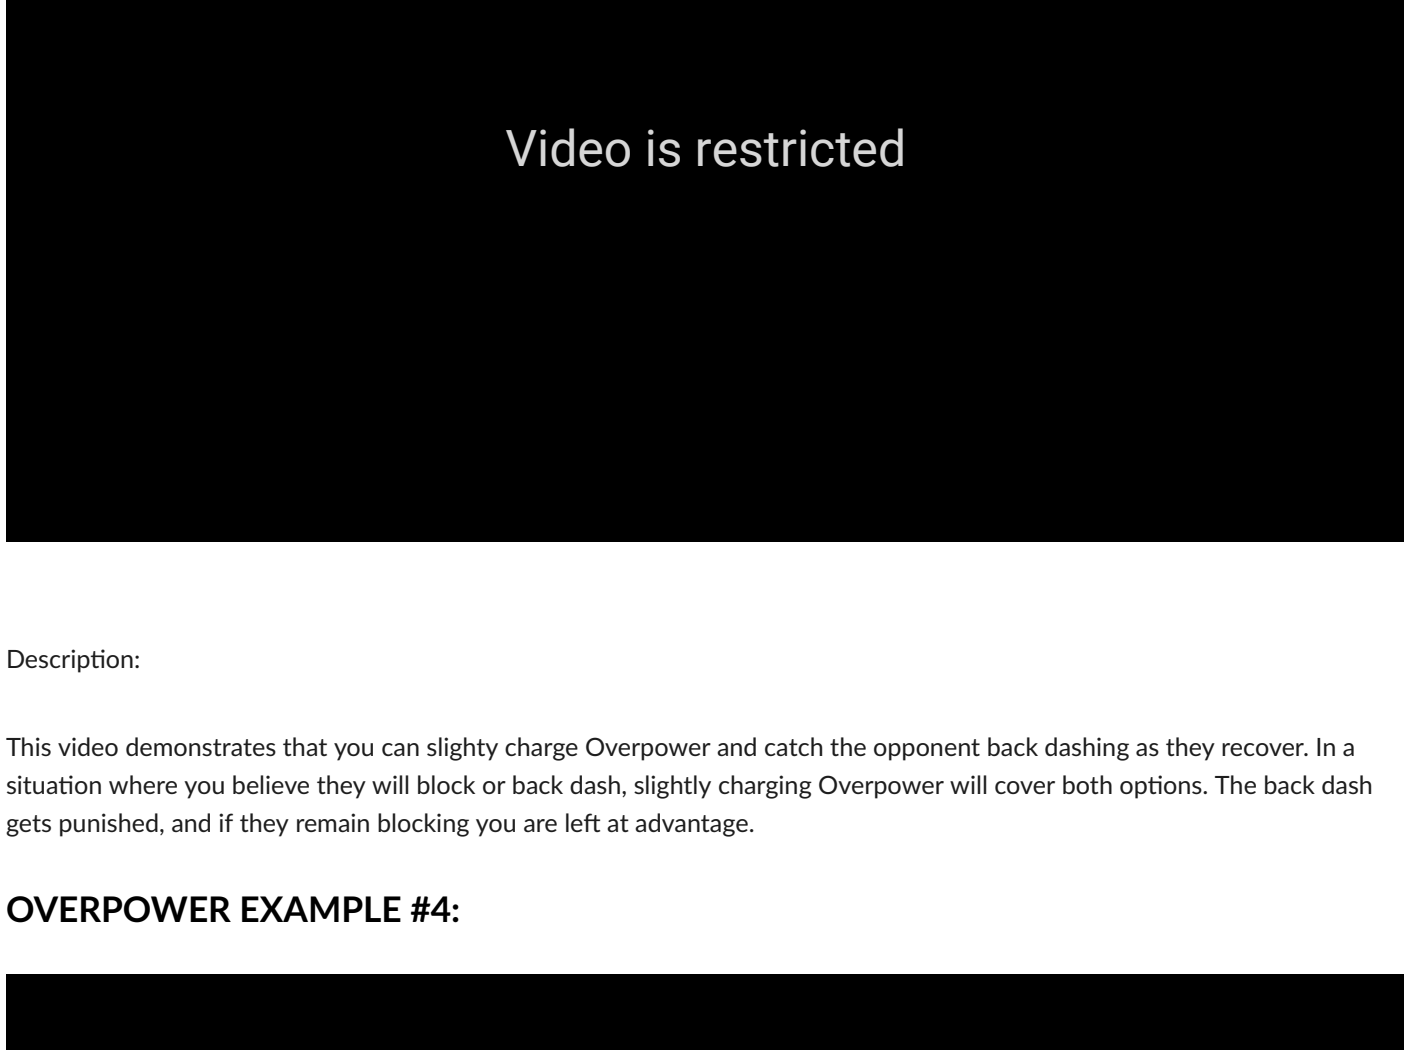 Video is restricted
Description:
This video demonstrates that you can slighty charge Overpower and catch the opponent back dashing as they recover. In a
situation where you believe they will block or back dash, slightly charging Overpower will cover both options. The back dash
gets punished, and if they remain blocking you are left at advantage.
OVERPOWER EXAMPLE #4: